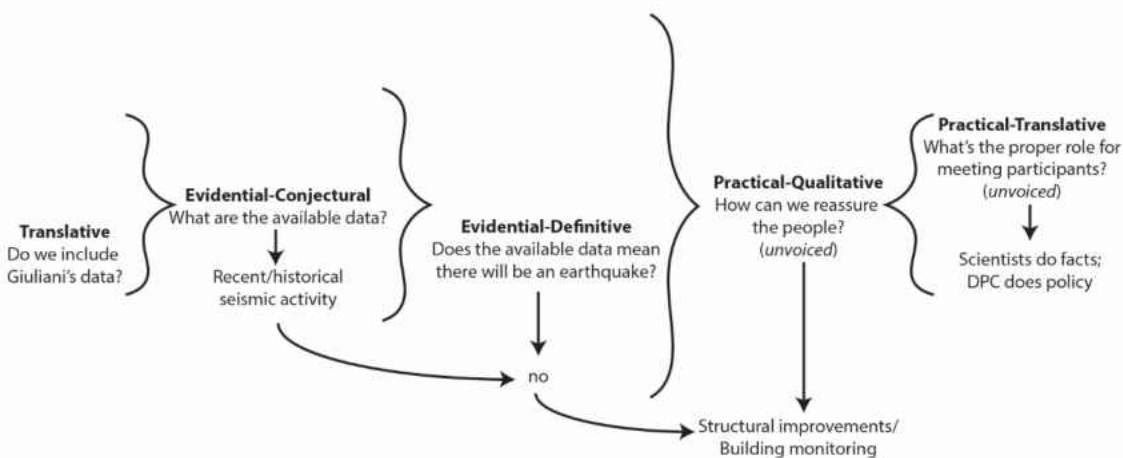 Translative
Do we include
Giuliani's data?
Evidential-Conjectural
What are the available data?
Recent/historical
seismic activity
Evidential-Definitive
Does the available data mean
there will be an earthquake?
no
Practical-Qualitative
How can we reassure
the people?
(unvoiced)
Structural improvements/
Building monitoring
Practical-Translative
What's the proper role for
meeting participants?
(unvoiced)
Scientists do facts;
DPC does policy